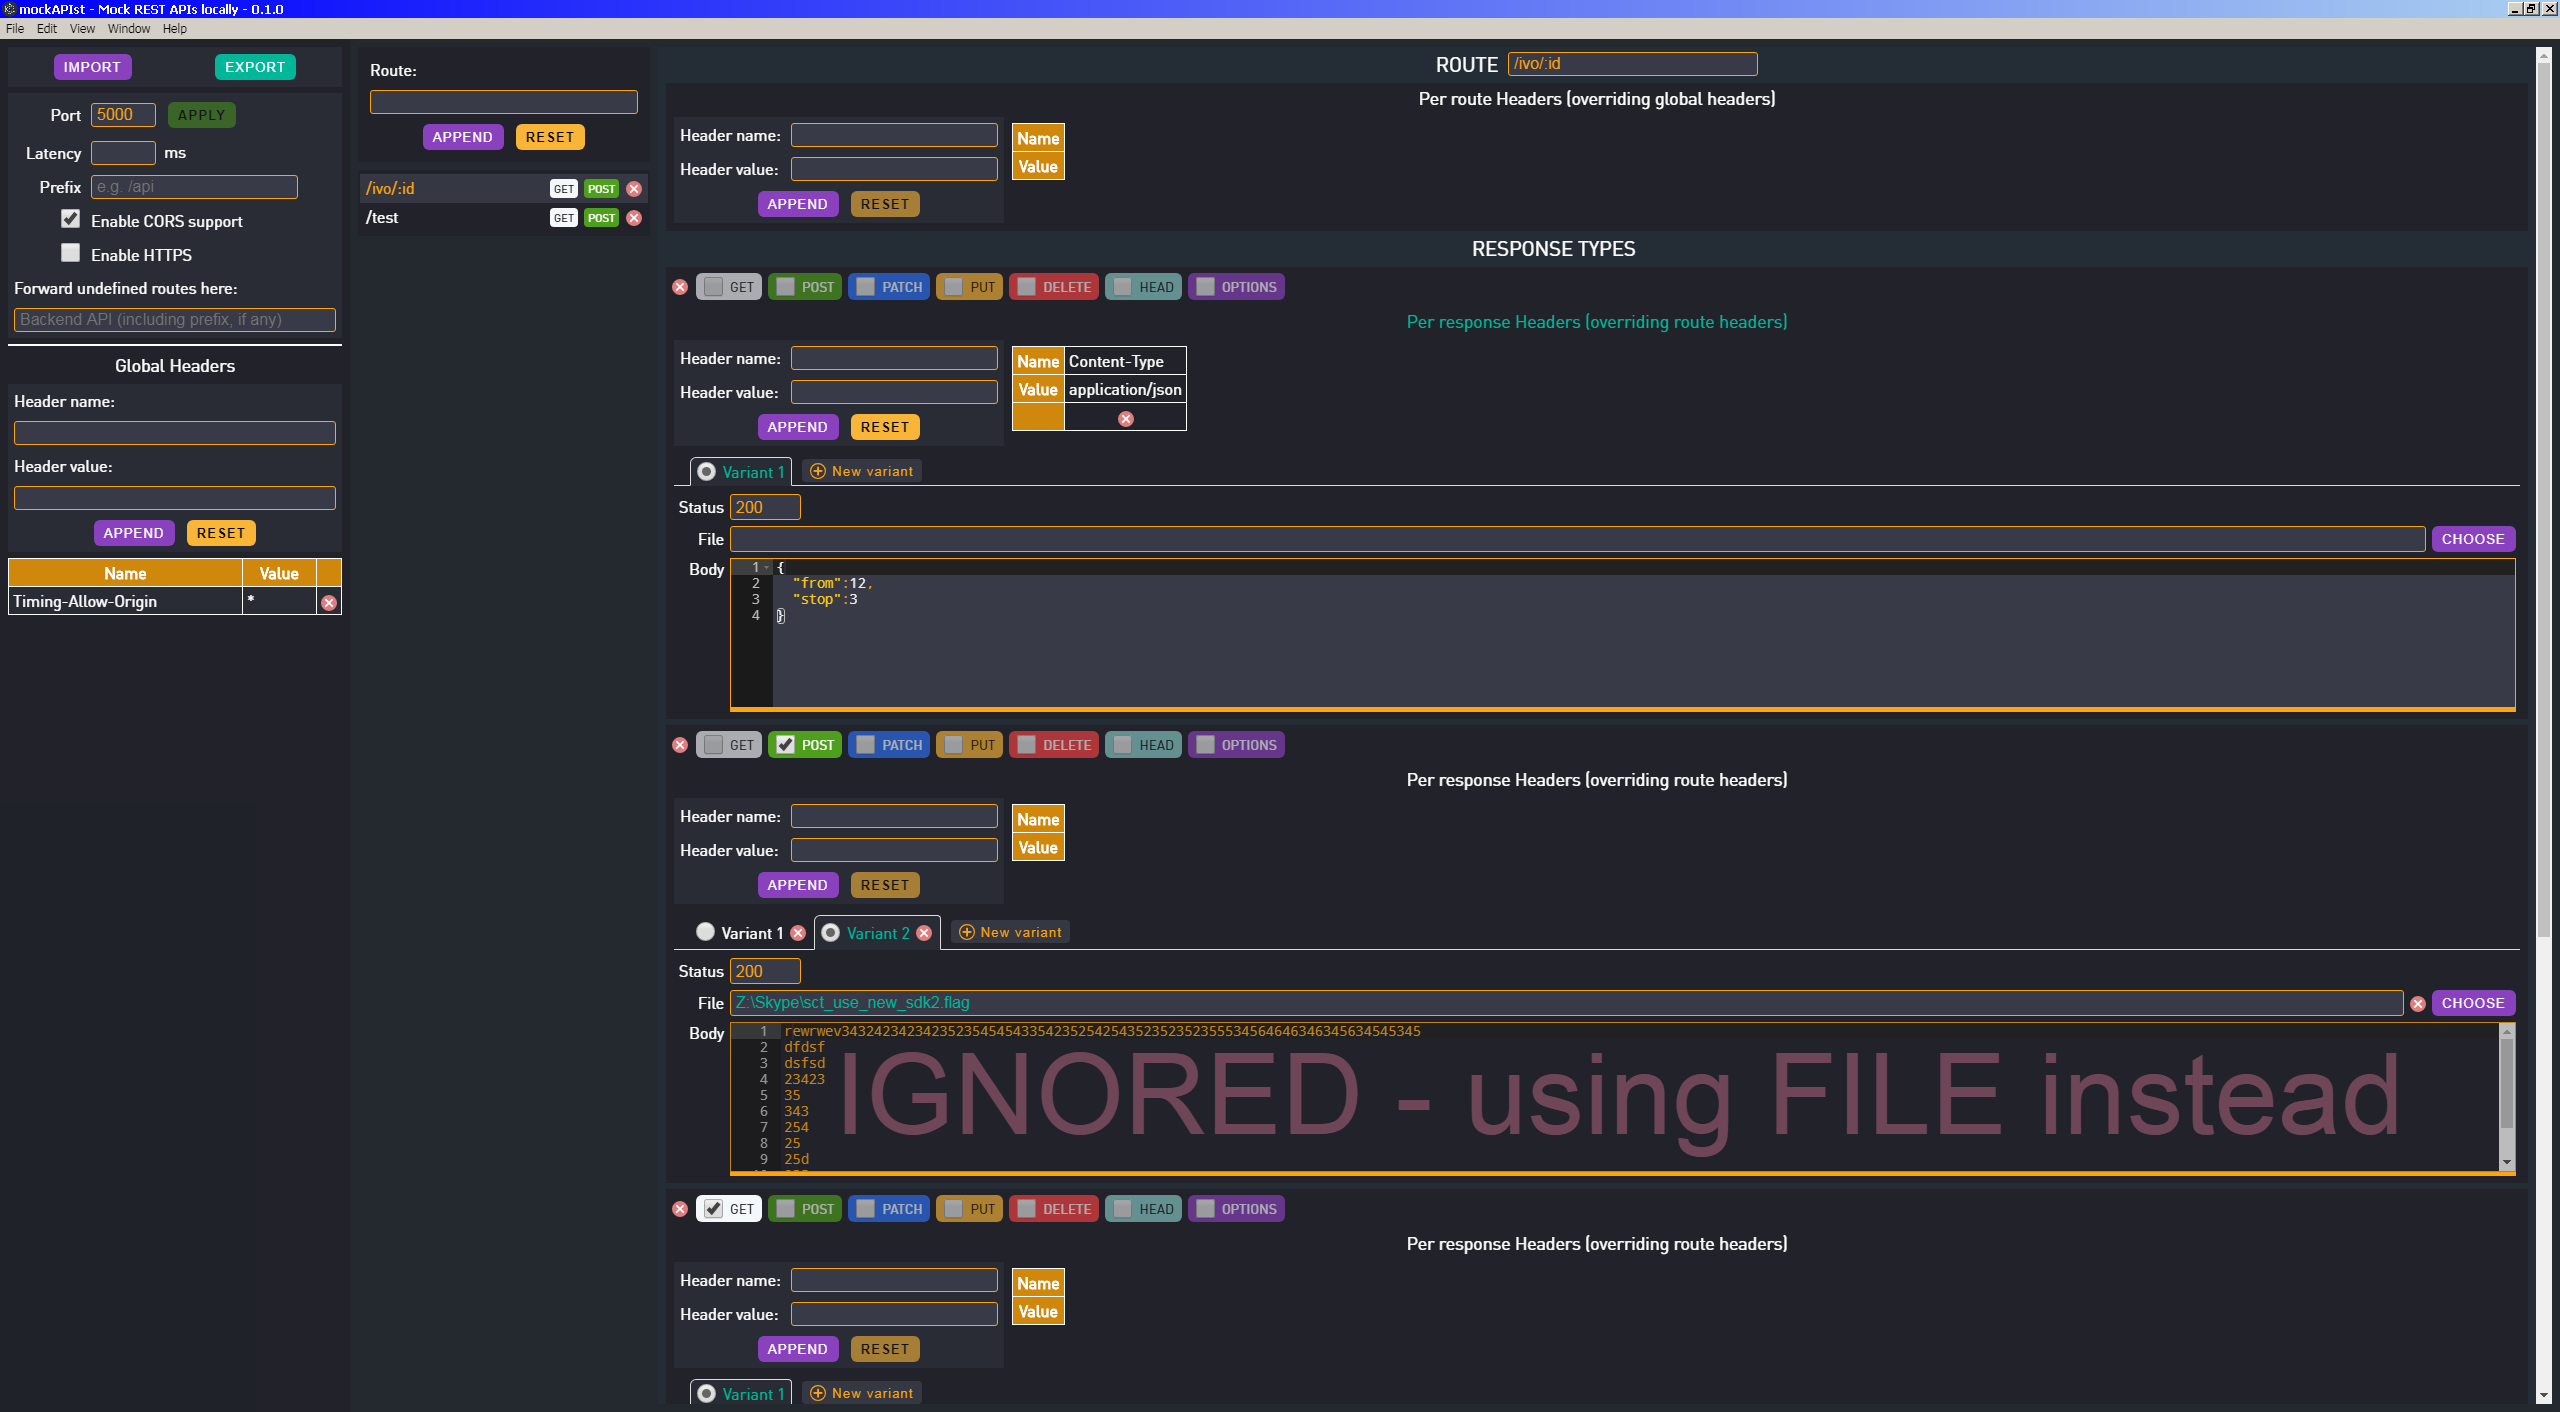 mockAPIst - Mock REST APIs locally - 0.1.0
File Edit View Window Help
IMPORT EXPORT
Port 5000 APPLY
Latency ms
Prefix e.g. /api
Enable CORS support
Enable HTTPS
Forward undefined routes here:
Backend API (including prefix, if any)
Global Headers
Header name:
Header value:
APPEND RESET
Name Value
Timing-Allow-Origin *
Route:
APPEND RESET
/ivo/:id GET POST
/test GET POST
ROUTE /ivo/:id
Per route Headers (overriding global headers)
Header name:
Header value:
APPEND RESET
Name
Value
RESPONSE TYPES
GET POST PATCH PUT DELETE HEAD OPTIONS
Per response Headers (overriding route headers)
Header name:
Header value:
APPEND RESET
Name Content-Type
Value application/json
Variant 1 New variant
Status 200
File CHOOSE
Body
1 {
2 "from":12,
3 "stop":3
4 }
GET POST PATCH PUT DELETE HEAD OPTIONS
Per response Headers (overriding route headers)
Header name:
Header value:
APPEND RESET
Name
Value
Variant 1 Variant 2 New variant
Status 200
File Z:\Skype\sct_use_new_sdk2.flag CHOOSE
Body
1
2 dfdsf
3 dsfsd
4 23423
5 35
6 343
7 254
8 25
9 25d
IGNORED - using FILE instead
GET POST PATCH PUT DELETE HEAD OPTIONS
Per response Headers (overriding route headers)
Header name:
Header value:
APPEND RESET
Name
Value
Variant 1 New variant